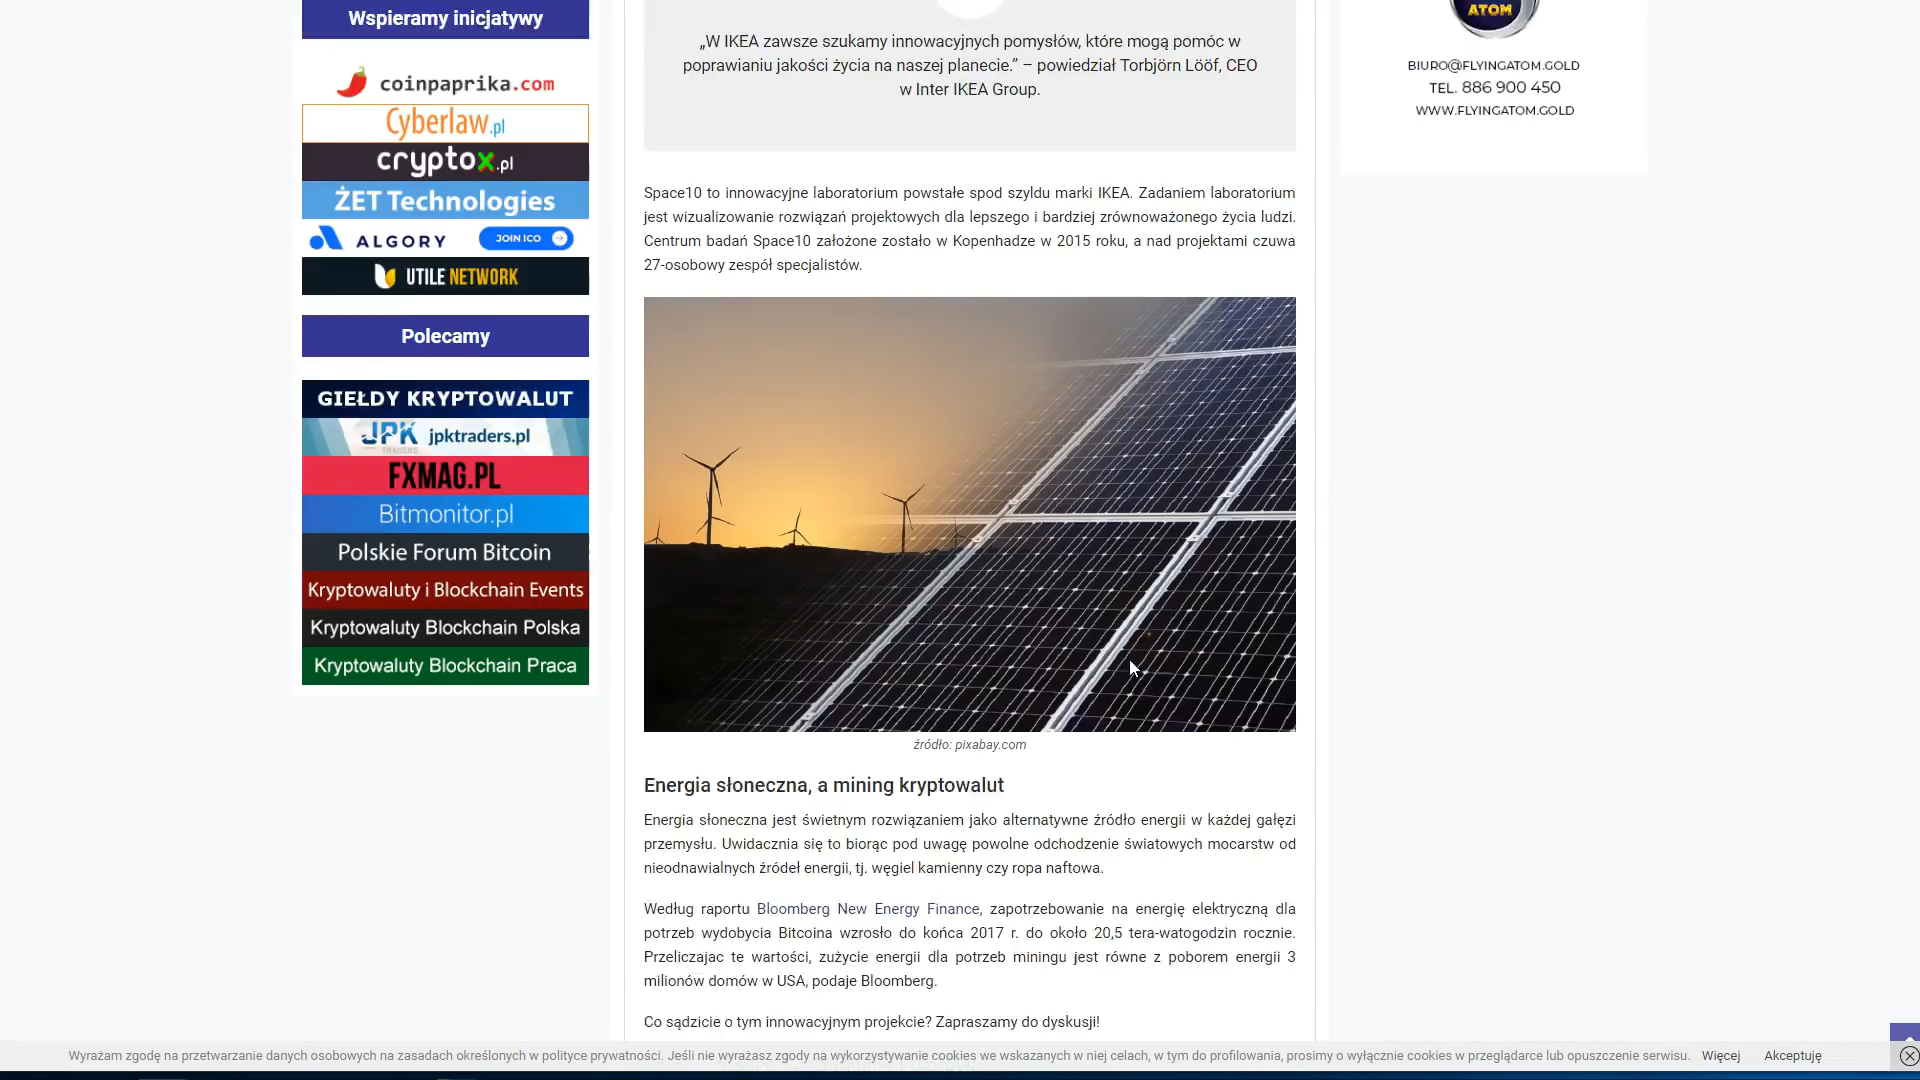 Wspieramy inicjatywy
coinpaprika.com
Cyberlaw.pl
cryptox.pl
ŻET Technologies
ALGORY JOIN ICO
UTILE NETWORK
Polecamy
GIEŁDY KRYPTOWALUT
JPK TRADERS jpktraders.pl
FXMAG.PL
Bitmonitor.pl
Polskie Forum Bitcoin
Kryptowaluty i Blockchain Events
Kryptowaluty Blockchain Polska
Kryptowaluty Blockchain Praca
„W IKEA zawsze szukamy innowacyjnych pomysłów, które mogą pomóc w
poprawianiu jakości życia na naszej planecie.” – powiedział Torbjörn Lööf, CEO
w Inter IKEA Group.
Space10 to innowacyjne laboratorium powstałe spod szyldu marki IKEA. Zadaniem laboratorium
jest wizualizowanie rozwiązań projektowych dla lepszego i bardziej zrównoważonego życia ludzi.
Centrum badań Space10 założone zostało w Kopenhadze w 2015 roku, a nad projektami czuwa
27-osobowy zespół specjalistów.
źródło: pixabay.com
Energia słoneczna, a mining kryptowalut
Energia słoneczna jest świetnym rozwiązaniem jako alternatywne źródło energii w każdej gałęzi
przemysłu. Uwidacznia się to biorąc pod uwagę powolne odchodzenie światowych mocarstw od
nieodnawialnych źródeł energii, tj. węgiel kamienny czy ropa naftowa.
Według raportu Bloomberg New Energy Finance, zapotrzebowanie na energię elektryczną dla
potrzeb wydobycia Bitcoina wzrosło do końca 2017 r. do około 20,5 tera-watogodzin rocznie.
Przeliczajac te wartości, zużycie energii dla potrzeb miningu jest równe z poborem energii 3
milionów domów w USA, podaje Bloomberg.
Co sądzicie o tym innowacyjnym projekcie? Zapraszamy do dyskusji!
ATOM
BIURO@FLYINGATOM.GOLD
TEL. 886 900 450
WWW.FLYINGATOM.GOLD
Wyrażam zgodę na przetwarzanie danych osobowych na zasadach określonych w polityce prywatności. Jeśli nie wyrażasz zgody na wykorzystywanie cookies we wskazanych w niej celach, w tym do profilowania, prosimy o wyłącznie cookies w przeglądarce lub opuszczenie serwisu. Więcej Akceptuję